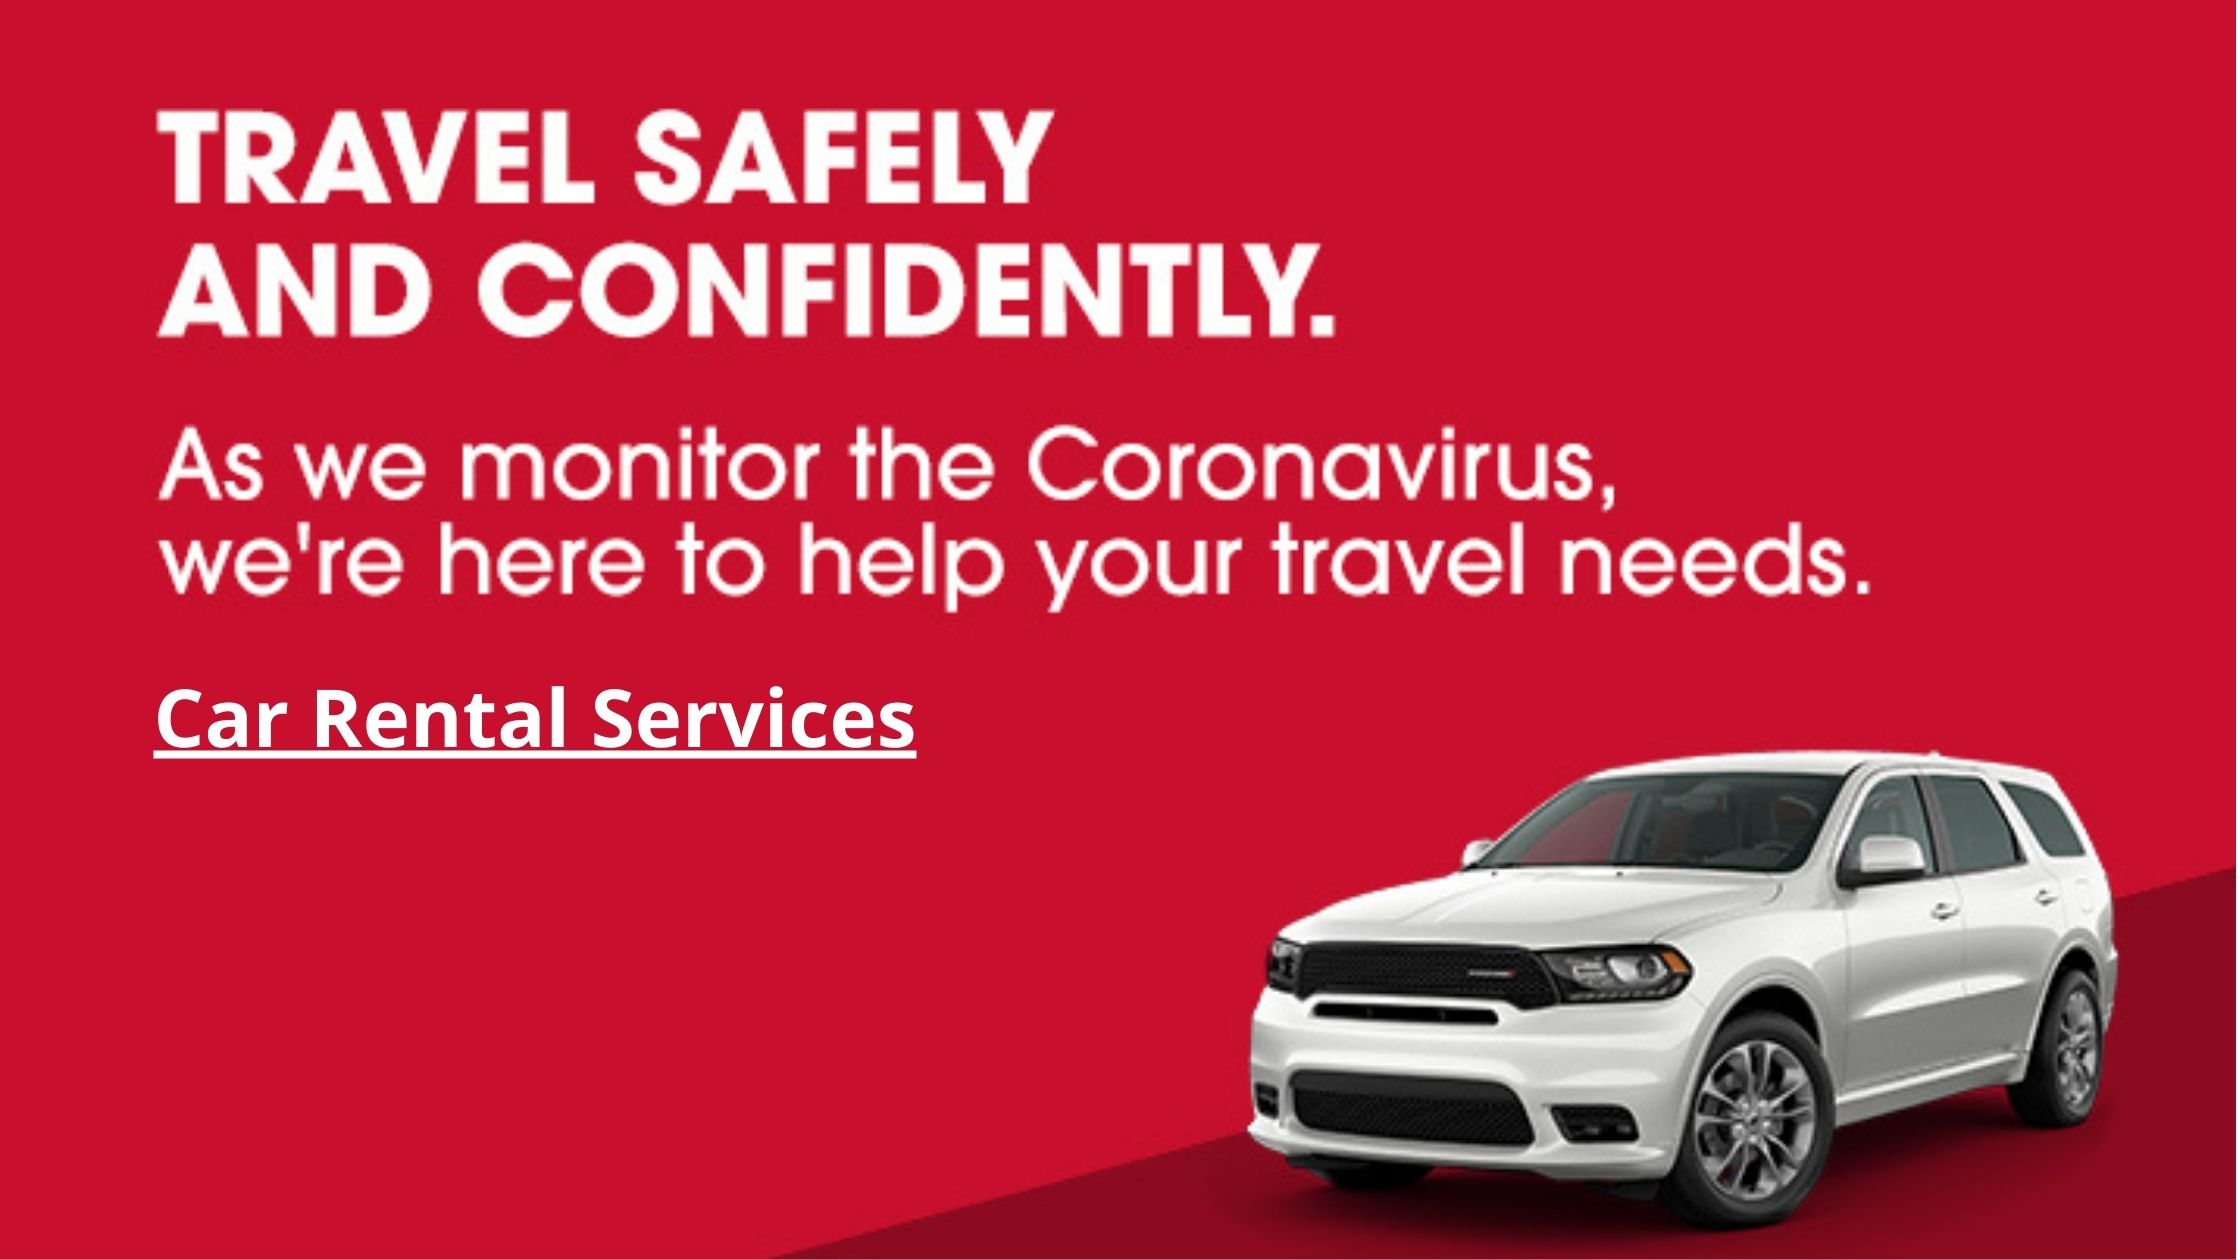 TRAVEL SAFELY
AND CONFIDENTLY.
As we monitor the Coronavirus,
we're here to help your travel needs.
Car Rental Services